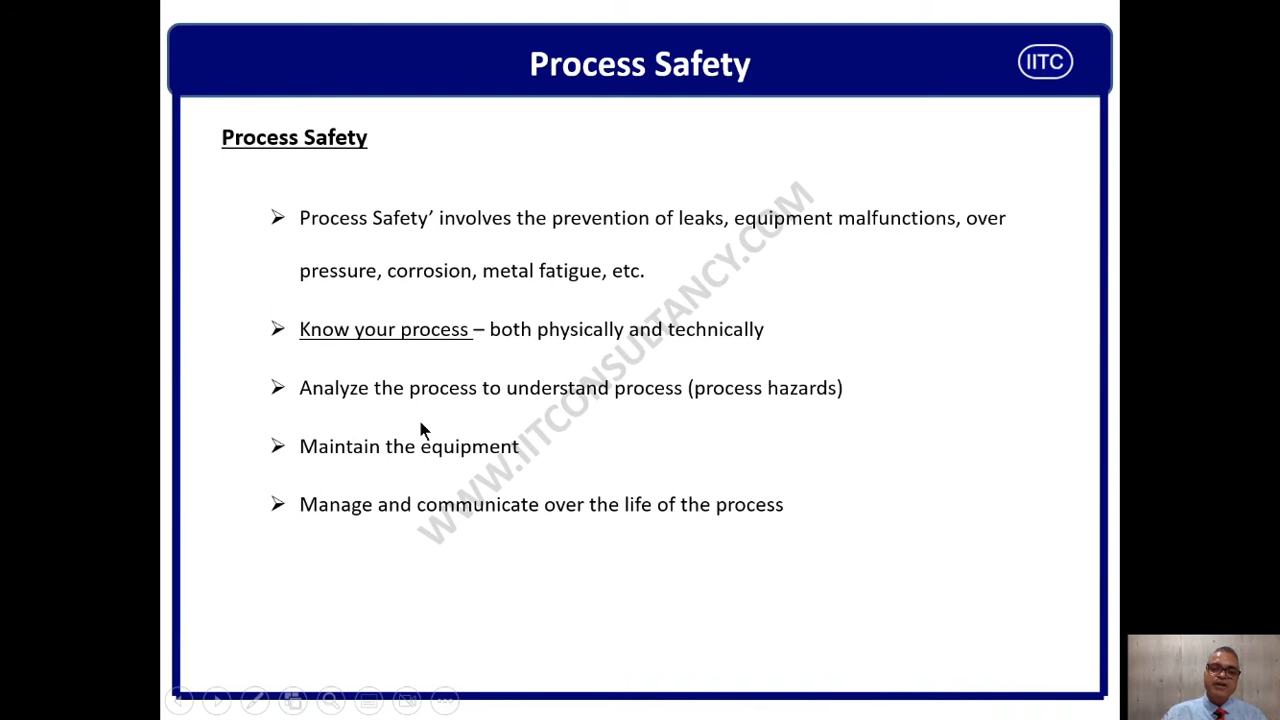 Process Safety
IITC
Process Safety
Process Safety’ involves the prevention of leaks, equipment malfunctions, over
pressure, corrosion, metal fatigue, etc.
Know your process – both physically and technically
Analyze the process to understand process (process hazards)
Maintain the equipment
Manage and communicate over the life of the process
WWW.IITCONSULTANCY.COM